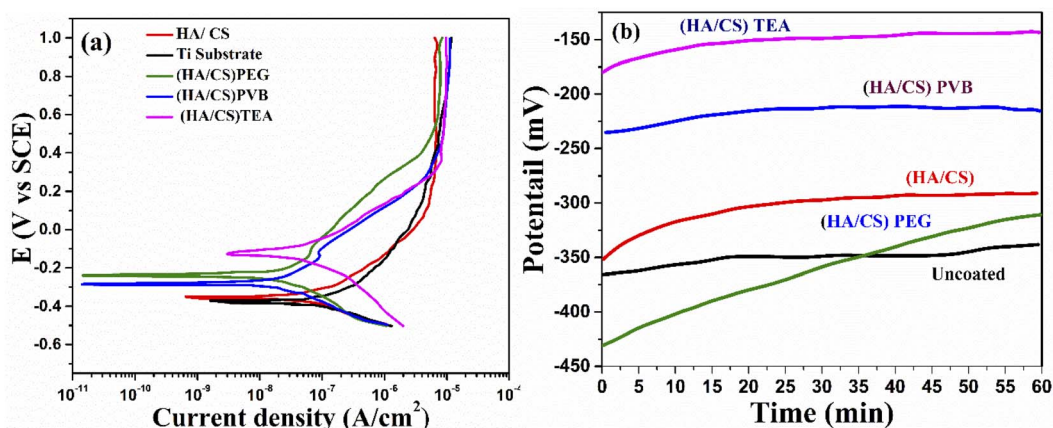 (a)
HA/ CS
Ti Substrate
(HA/CS)PEG
(HA/CS)PVB
(HA/CS)TEA
E (V vs SCE)
1.0
0.8
0.6
0.4
0.2
0.0
-0.2
-0.4
-0.6
10⁻¹¹ 10⁻¹⁰ 10⁻⁹ 10⁻⁸ 10⁻⁷ 10⁻⁶ 10⁻⁵ 10⁻
Current density (A/cm²)
(b)
(HA/CS) TEA
(HA/CS) PVB
(HA/CS)
(HA/CS) PEG
Uncoated
Potentail (mV)
-150
-200
-250
-300
-350
-400
-450
0 5 10 15 20 25 30 35 40 45 50 55 60
Time (min)